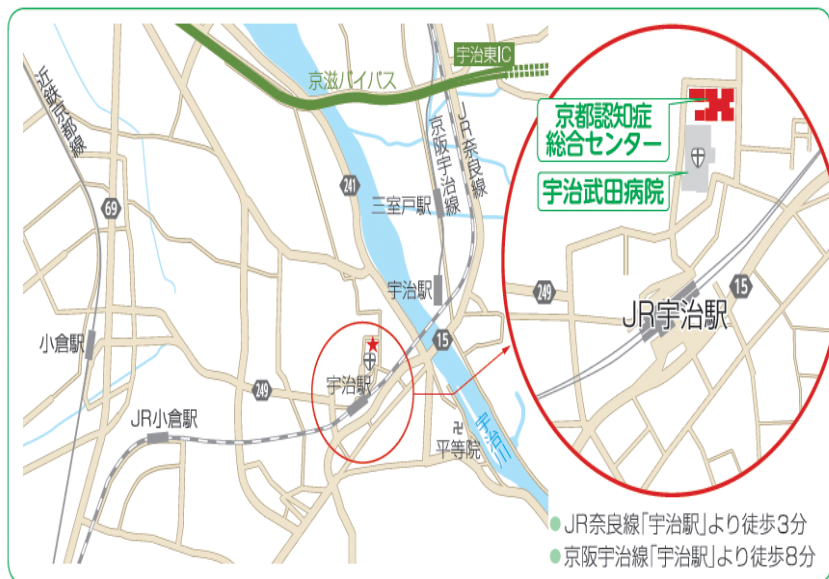 宇治東IC
京滋バイパス
近鉄京都線
JR奈良線
京阪宇治線
241
69
三室戸駅
宇治駅
15
小倉駅
249
宇治駅
JR小倉駅
卍
平等院
宇治川
京都認知症
総合センター
宇治武田病院
249
15
JR宇治駅
●JR奈良線「宇治駅」より徒歩3分
●京阪宇治線「宇治駅」より徒歩8分